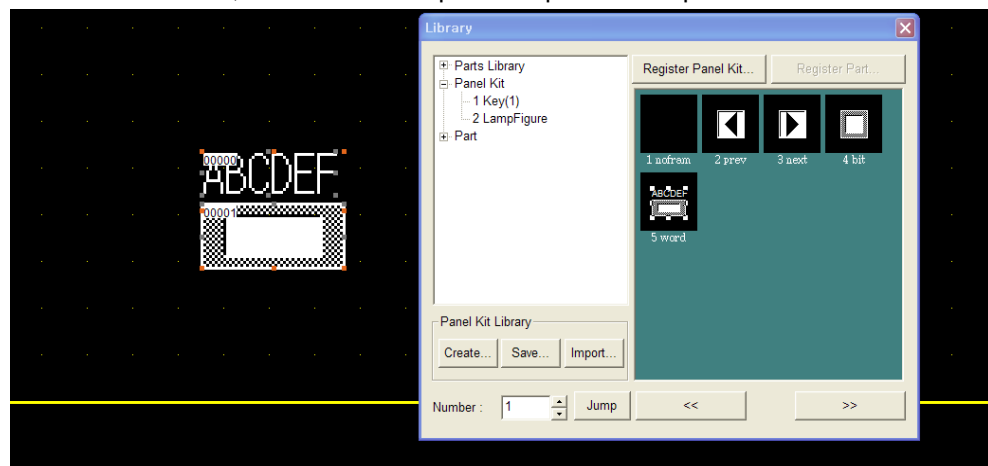 Library
Parts Library
Panel Kit
1 Key(1)
2 LampFigure
Part
Register Panel Kit...
Register Part...
1 nofram
2 prev
3 next
4 bit
ABCDEF
5 word
00000
ABCDEF
00001
Panel Kit Library
Create...
Save...
Import...
Number :
1
Jump
<<
>>